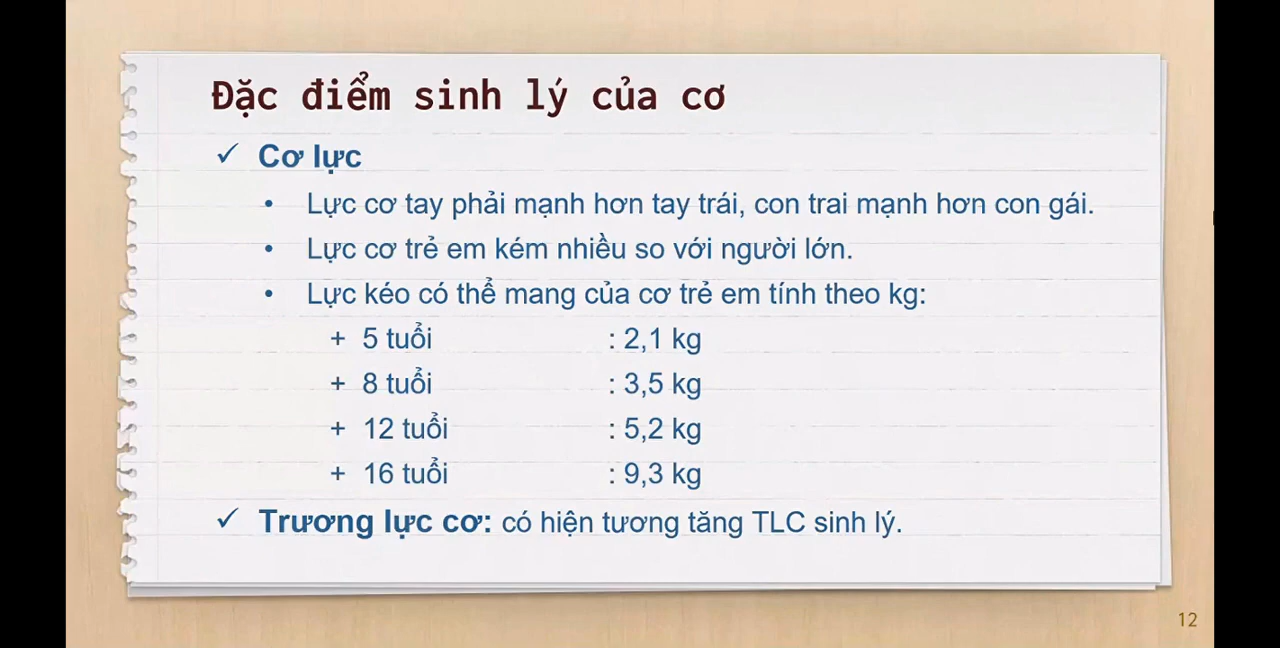 Đặc điểm sinh lý của cơ
✓ Cơ lực
• Lực cơ tay phải mạnh hơn tay trái, con trai mạnh hơn con gái.
• Lực cơ trẻ em kém nhiều so với người lớn.
• Lực kéo có thể mang của cơ trẻ em tính theo kg:
+ 5 tuổi : 2,1 kg
+ 8 tuổi : 3,5 kg
+ 12 tuổi : 5,2 kg
+ 16 tuổi : 9,3 kg
✓ Trương lực cơ: có hiện tương tăng TLC sinh lý.
12